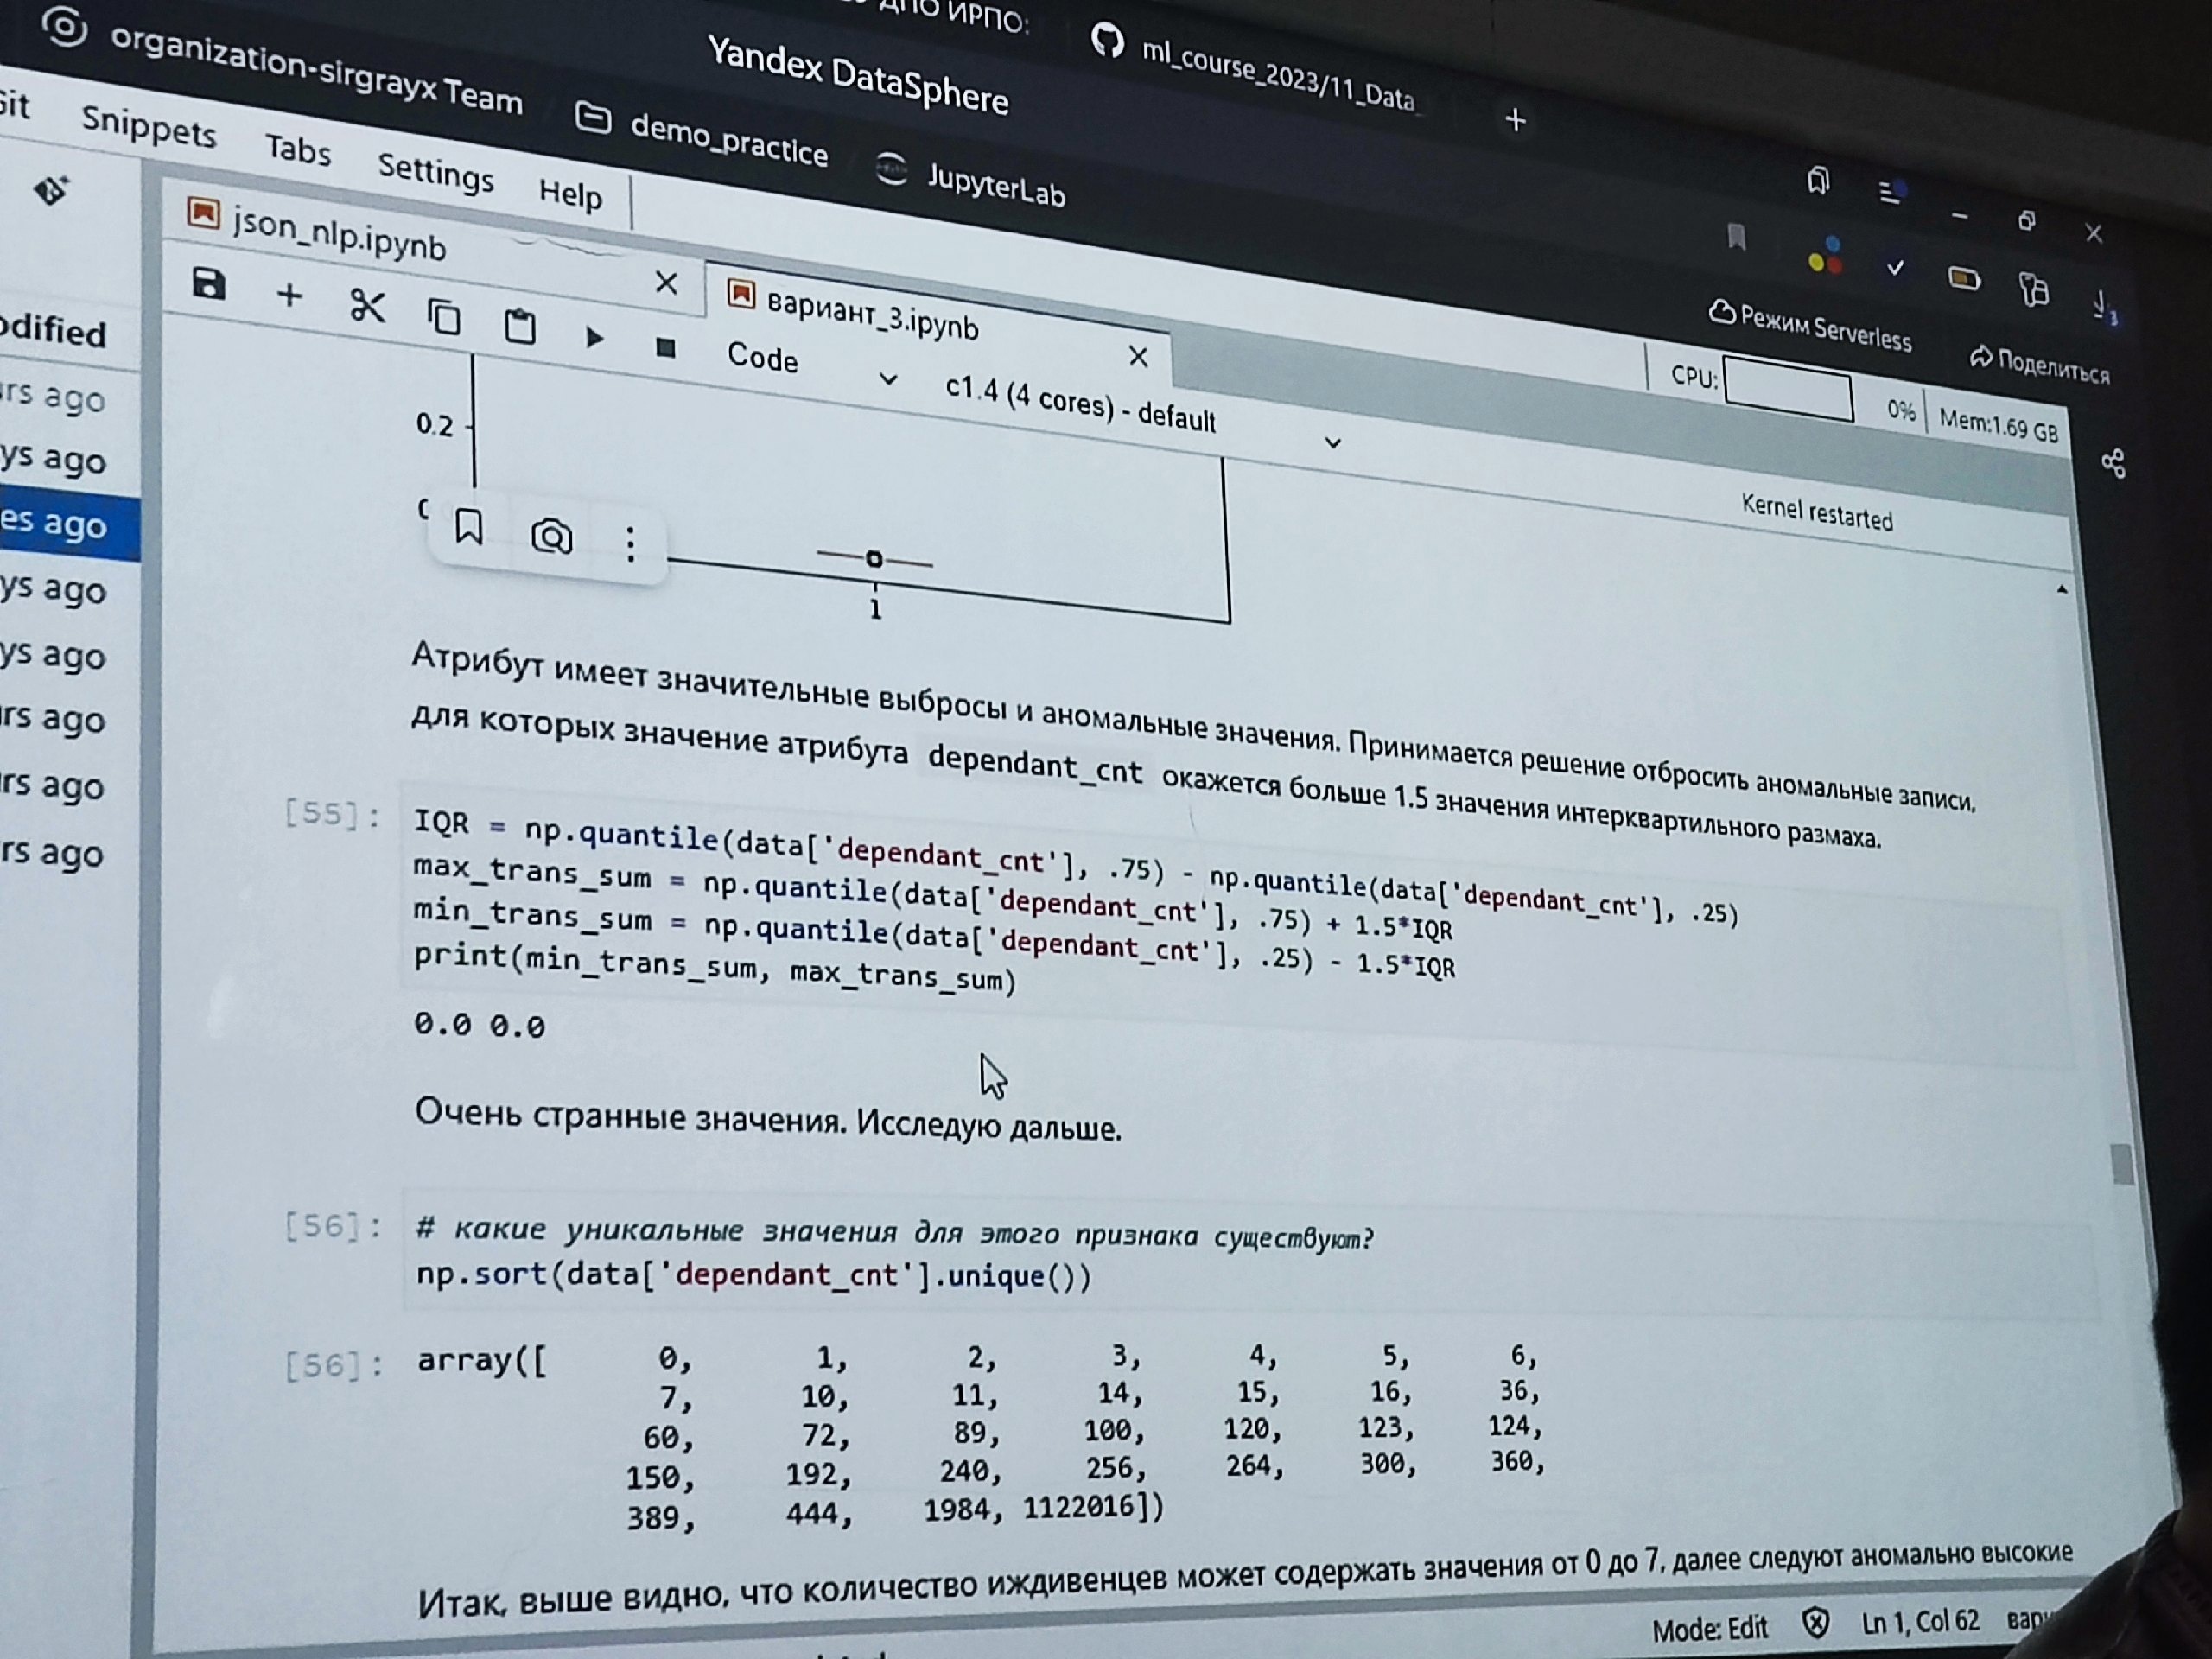 ДПО ИРПО:
ml_course_2023/11_Data_
+
organization-sirgrayx Team
Yandex DataSphere
demo_practice
JupyterLab
Git Snippets Tabs Settings Help
Режим Serverless
Поделиться
json_nlp.ipynb
вариант_3.ipynb
CPU: 0% Mem:1.69 GB
Code
c1.4 (4 cores) - default
Kernel restarted
odified
rs ago
ys ago
es ago
ys ago
ys ago
rs ago
rs ago
rs ago
0.2
1
Атрибут имеет значительные выбросы и аномальные значения. Принимается решение отбросить аномальные записи,
для которых значение атрибута dependant_cnt окажется больше 1.5 значения интерквартильного размаха.
[55]: IQR = np.quantile(data['dependant_cnt'], .75) - np.quantile(data['dependant_cnt'], .25)
max_trans_sum = np.quantile(data['dependant_cnt'], .75) + 1.5*IQR
min_trans_sum = np.quantile(data['dependant_cnt'], .25) - 1.5*IQR
print(min_trans_sum, max_trans_sum)
0.0 0.0
Очень странные значения. Исследую дальше.
[56]: # какие уникальные значения для этого признака существуют?
np.sort(data['dependant_cnt'].unique())
[56]: array([ 0, 1, 2, 3, 4, 5, 6,
7, 10, 11, 14, 15, 16, 36,
60, 72, 89, 100, 120, 123, 124,
150, 192, 240, 256, 264, 300, 360,
389, 444, 1984, 1122016])
Итак, выше видно, что количество иждивенцев может содержать значения от 0 до 7, далее следуют аномально высокие
Mode: Edit Ln 1, Col 62 вари